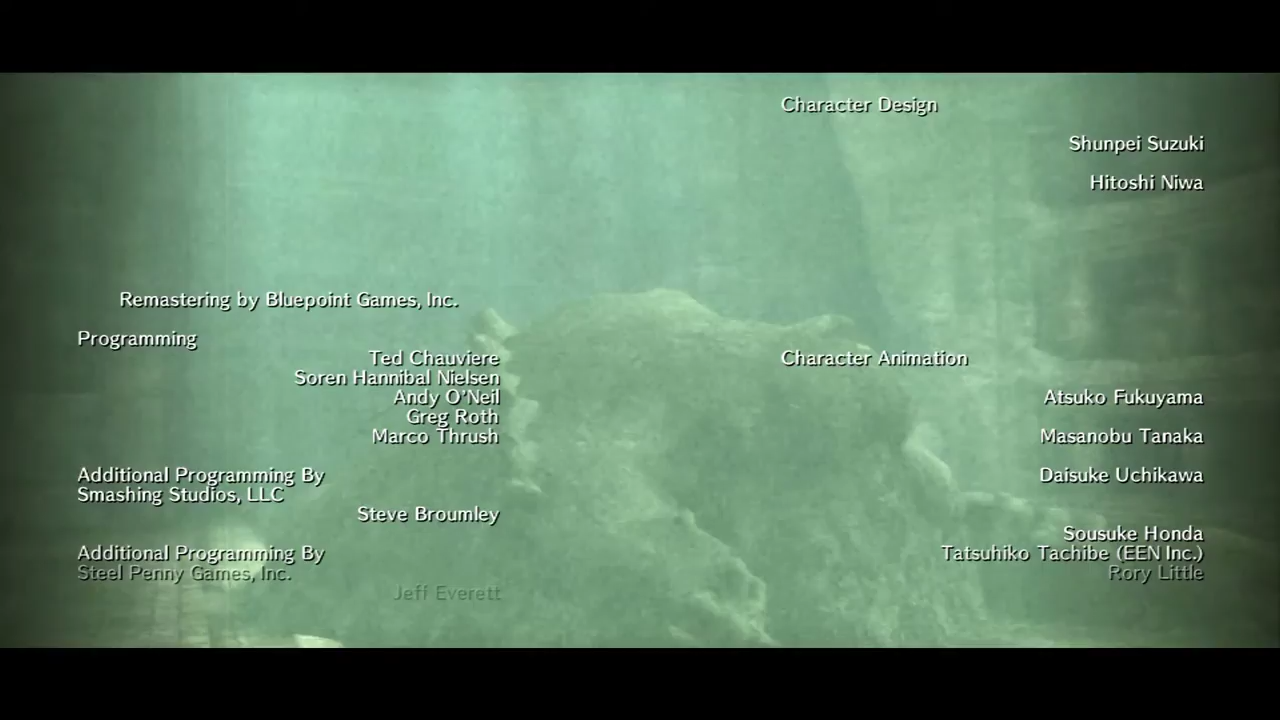 Remastering by Bluepoint Games, Inc.
Programming
Ted Chauviere
Soren Hannibal Nielsen
Andy O'Neil
Greg Roth
Marco Thrush
Additional Programming By
Smashing Studios, LLC
Steve Broumley
Additional Programming By
Steel Penny Games, Inc.
Jeff Everett
Character Design
Shunpei Suzuki
Hitoshi Niwa
Character Animation
Atsuko Fukuyama
Masanobu Tanaka
Daisuke Uchikawa
Sousuke Honda
Tatsuhiko Tachibe (EEN Inc.)
Rory Little